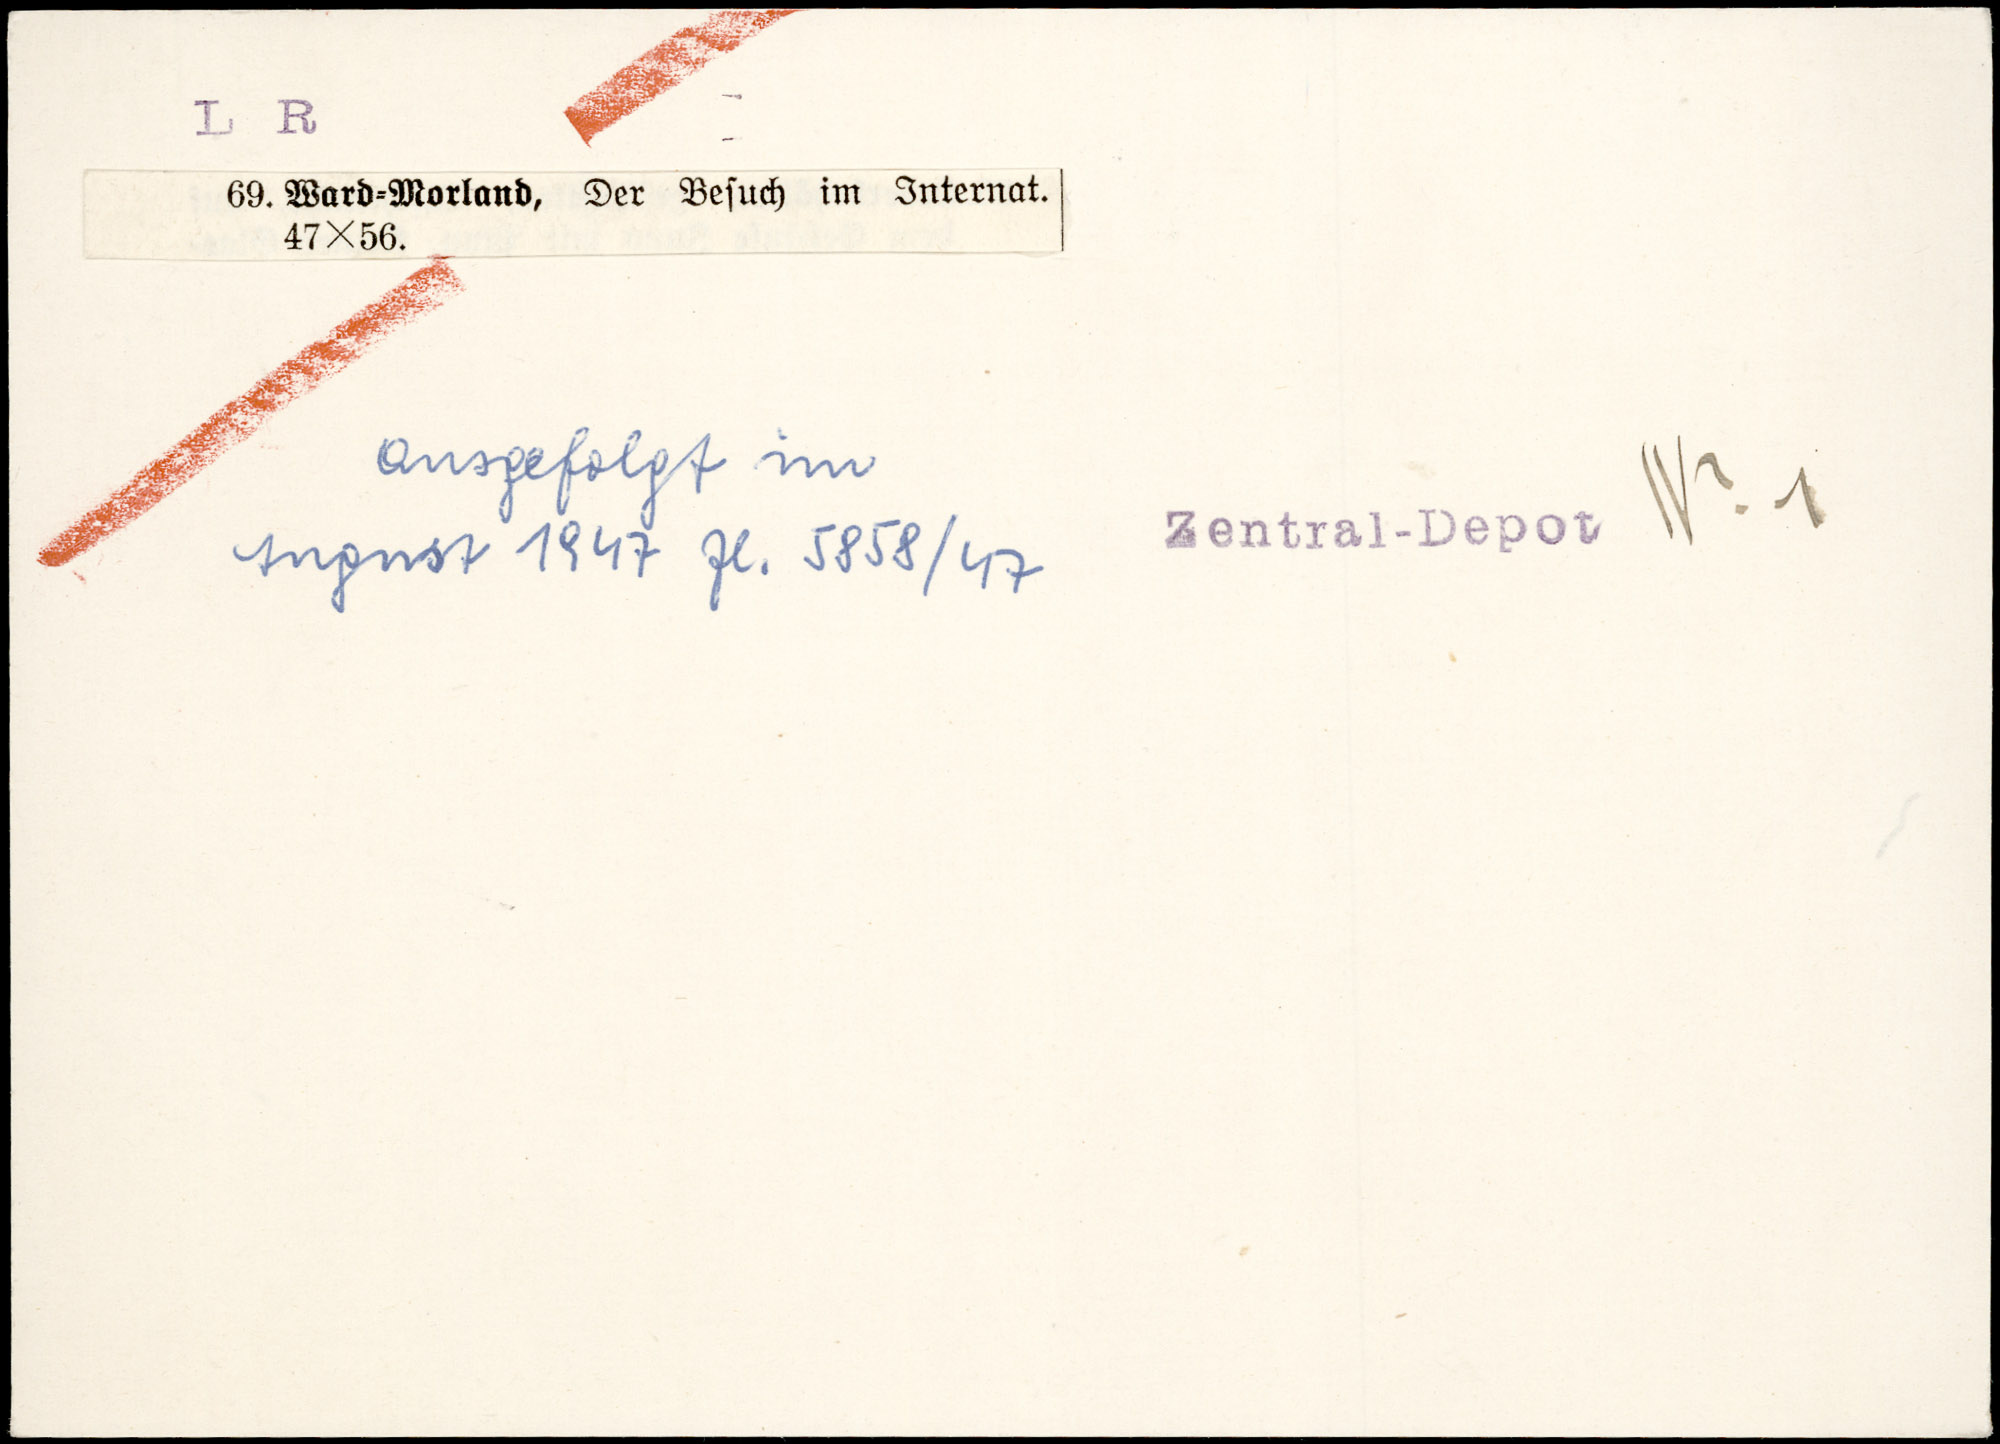 L R
69. Ward-Morland, Der Besuch im Internat.
47×56.
ausgefolgt im
August 1947 Zl. 5858/47
Zentral-Depot Nr. 1